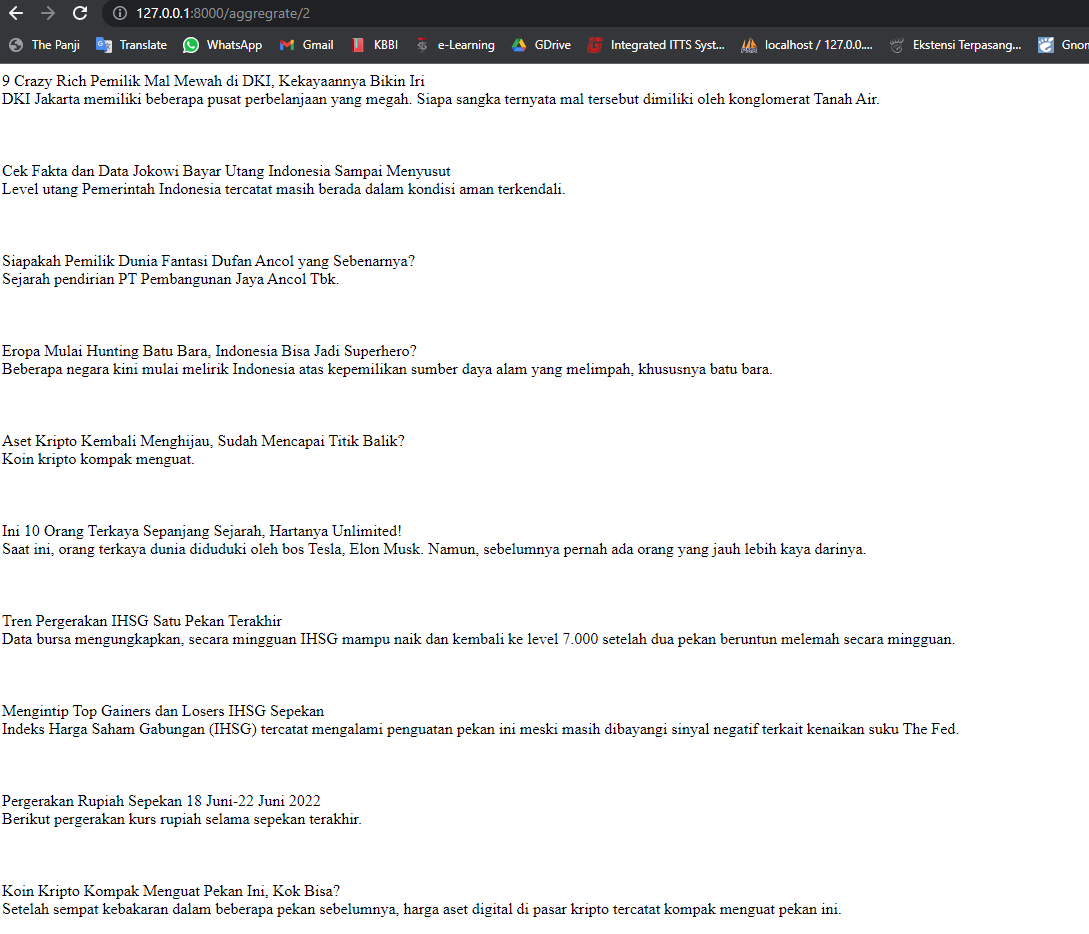 127.0.0.1:8000/aggregrate/2
The Panji
Translate
WhatsApp
Gmail
KBBI
e-Learning
GDrive
Integrated ITTS Syst...
localhost / 127.0.0....
Ekstensi Terpasang...
Gnon
9 Crazy Rich Pemilik Mal Mewah di DKI, Kekayaannya Bikin Iri
DKI Jakarta memiliki beberapa pusat perbelanjaan yang megah. Siapa sangka ternyata mal tersebut dimiliki oleh konglomerat Tanah Air.
Cek Fakta dan Data Jokowi Bayar Utang Indonesia Sampai Menyusut
Level utang Pemerintah Indonesia tercatat masih berada dalam kondisi aman terkendali.
Siapakah Pemilik Dunia Fantasi Dufan Ancol yang Sebenarnya?
Sejarah pendirian PT Pembangunan Jaya Ancol Tbk.
Eropa Mulai Hunting Batu Bara, Indonesia Bisa Jadi Superhero?
Beberapa negara kini mulai melirik Indonesia atas kepemilikan sumber daya alam yang melimpah, khususnya batu bara.
Aset Kripto Kembali Menghijau, Sudah Mencapai Titik Balik?
Koin kripto kompak menguat.
Ini 10 Orang Terkaya Sepanjang Sejarah, Hartanya Unlimited!
Saat ini, orang terkaya dunia diduduki oleh bos Tesla, Elon Musk. Namun, sebelumnya pernah ada orang yang jauh lebih kaya darinya.
Tren Pergerakan IHSG Satu Pekan Terakhir
Data bursa mengungkapkan, secara mingguan IHSG mampu naik dan kembali ke level 7.000 setelah dua pekan beruntun melemah secara mingguan.
Mengintip Top Gainers dan Losers IHSG Sepekan
Indeks Harga Saham Gabungan (IHSG) tercatat mengalami penguatan pekan ini meski masih dibayangi sinyal negatif terkait kenaikan suku The Fed.
Pergerakan Rupiah Sepekan 18 Juni-22 Juni 2022
Berikut pergerakan kurs rupiah selama sepekan terakhir.
Koin Kripto Kompak Menguat Pekan Ini, Kok Bisa?
Setelah sempat kebakaran dalam beberapa pekan sebelumnya, harga aset digital di pasar kripto tercatat kompak menguat pekan ini.